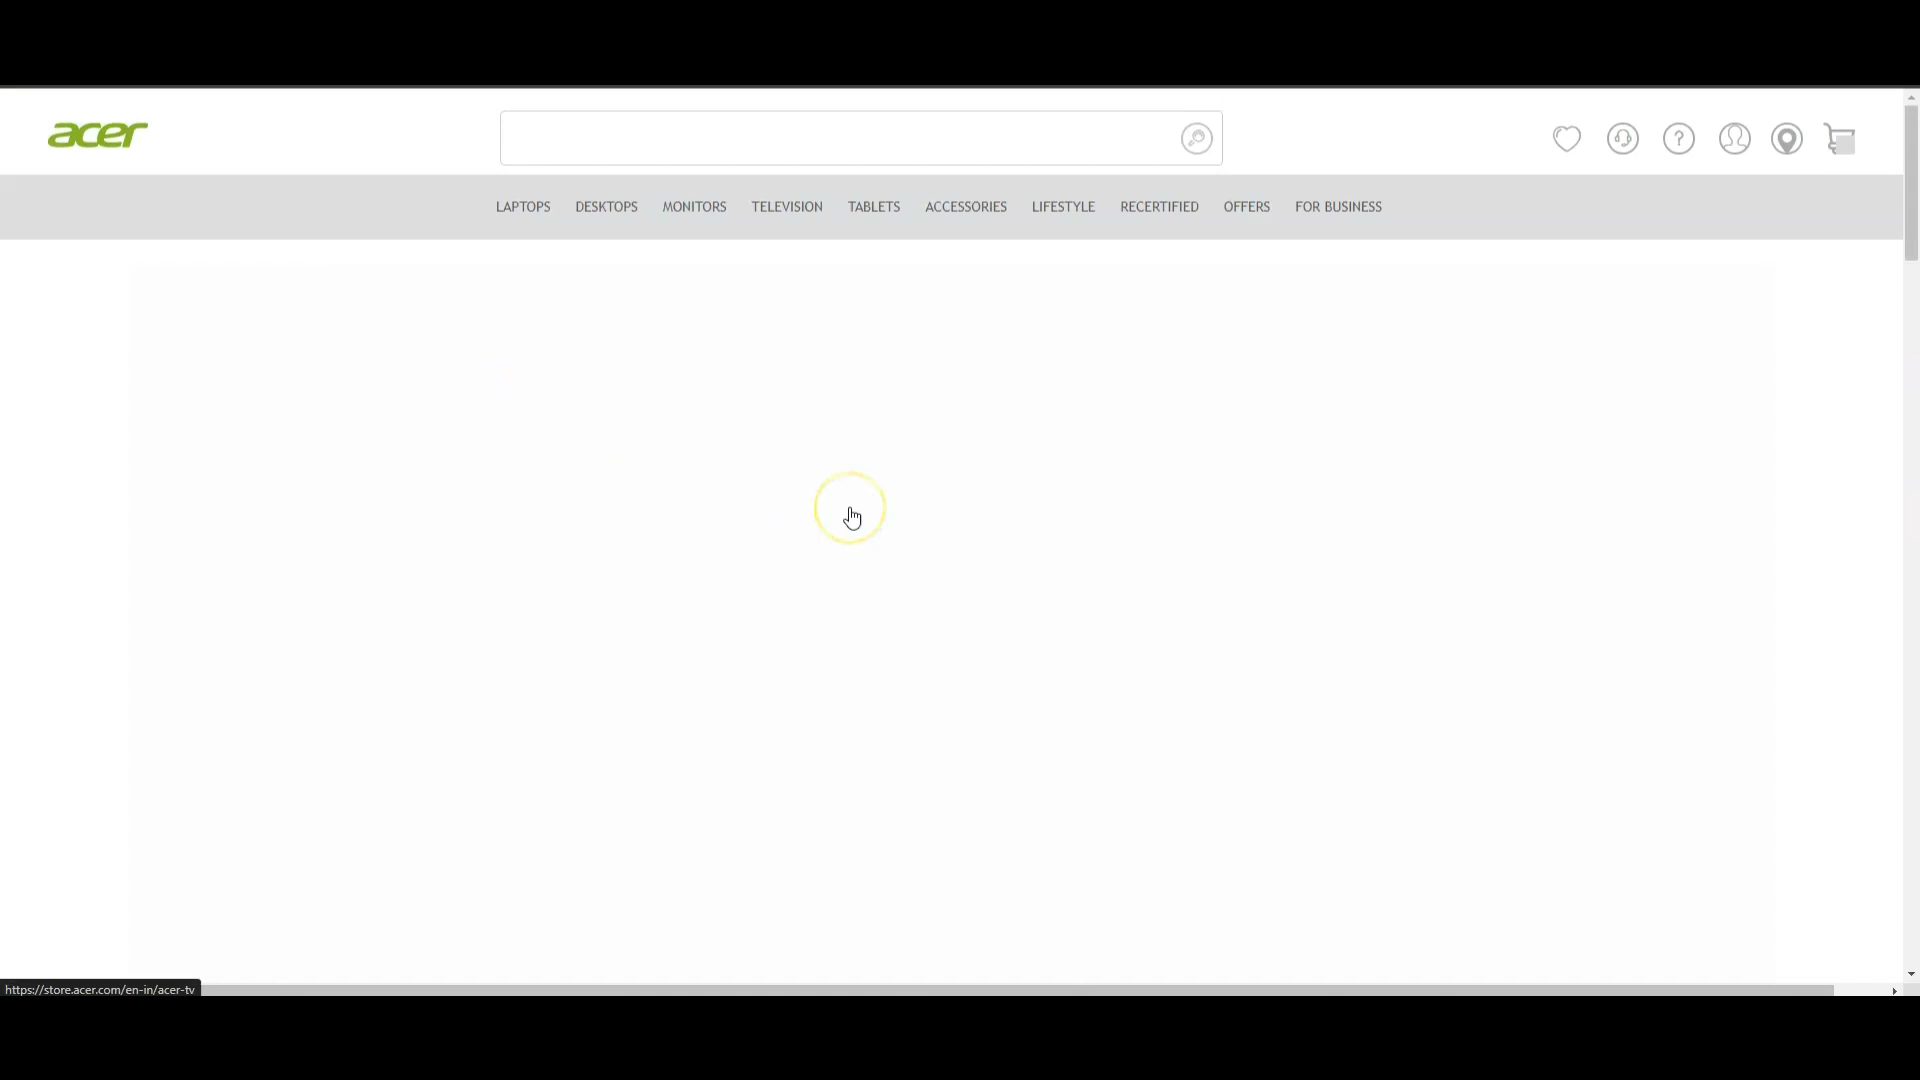 acer
?
LAPTOPS DESKTOPS MONITORS TELEVISION TABLETS ACCESSORIES LIFESTYLE RECERTIFIED OFFERS FOR BUSINESS
https://store.acer.com/en-in/acer-tv